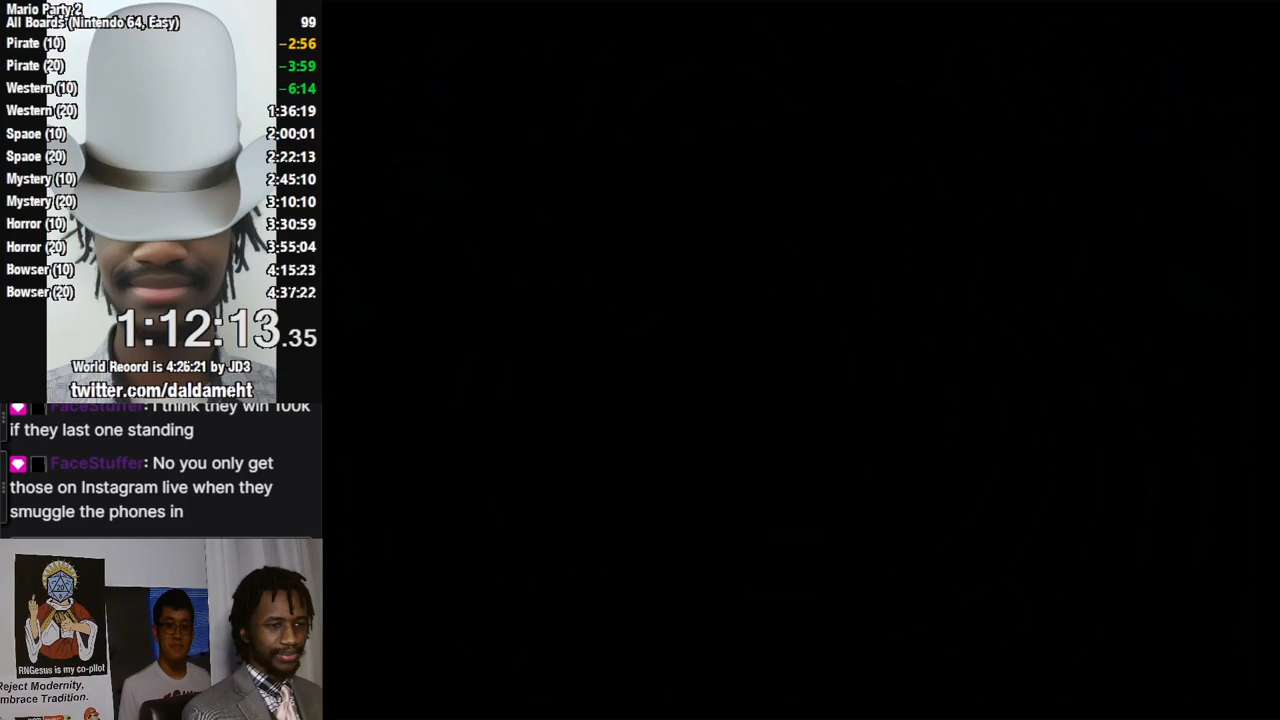 Mario Party 2
All Boards (Nintendo 64, Easy) 99
Pirate (10) -2:56
Pirate (20) -3:59
Western (10) -6:14
Western (20) 1:36:19
Space (10) 2:00:01
Space (20) 2:22:13
Mystery (10) 2:45:10
Mystery (20) 3:10:10
Horror (10) 3:30:59
Horror (20) 3:55:04
Bowser (10) 4:15:23
Bowser (20) 4:37:22
1:12:13.35
World Record is 4:25:21 by JD3
twitter.com/daldameht
FaceStuffer: I think they win 100k
if they last one standing
FaceStuffer: No you only get
those on Instagram live when they
smuggle the phones in
RNGesus is my co-pilot
Reject Modernity,
Embrace Tradition.